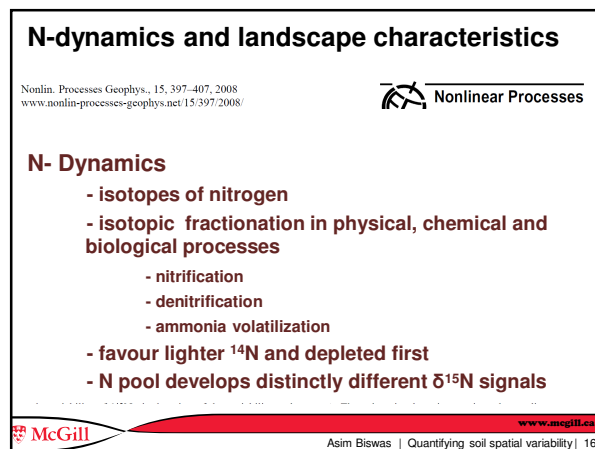 N-dynamics and landscape characteristics
Nonlin. Processes Geophys., 15, 397–407, 2008
www.nonlin-processes-geophys.net/15/397/2008/
Nonlinear Processes
N- Dynamics
- isotopes of nitrogen
- isotopic fractionation in physical, chemical and
biological processes
- nitrification
- denitrification
- ammonia volatilization
- favour lighter ¹⁴N and depleted first
- N pool develops distinctly different δ¹⁵N signals
www.mcgill.ca
McGill
Asim Biswas | Quantifying soil spatial variability| 16